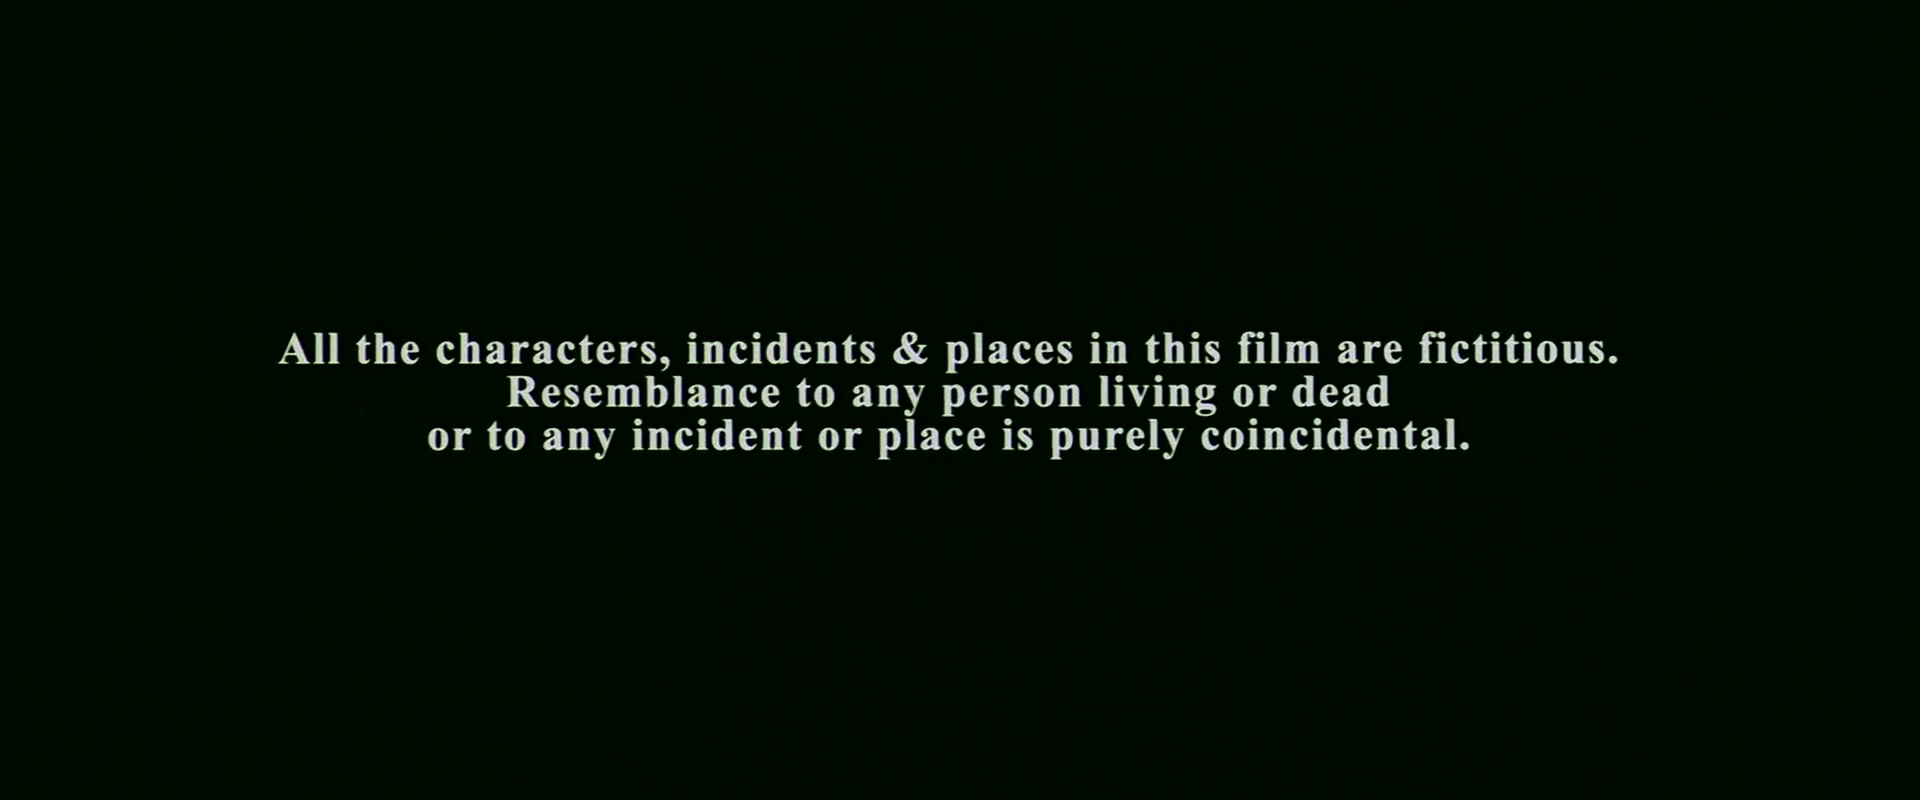 All the characters, incidents & places in this film are fictitious.
Resemblance to any person living or dead
or to any incident or place is purely coincidental.